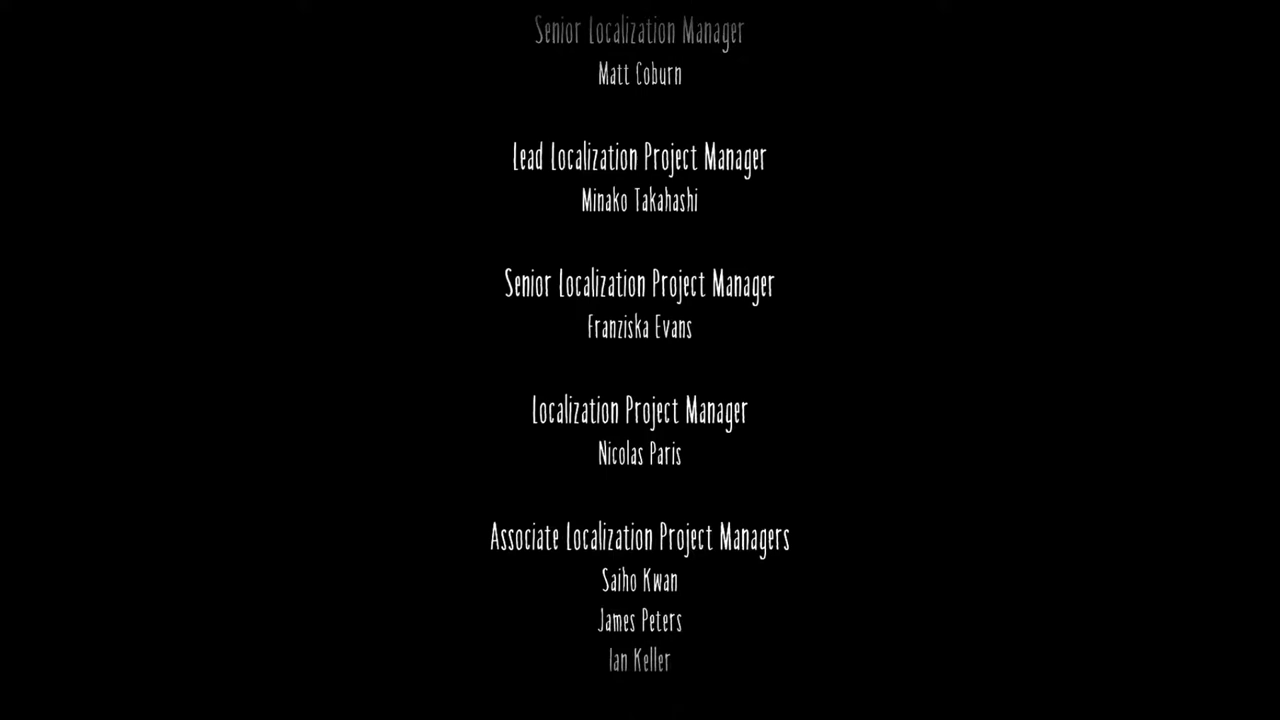 Senior Localization Manager
Matt Coburn
Lead Localization Project Manager
Minako Takahashi
Senior Localization Project Manager
Franziska Evans
Localization Project Manager
Nicolas Paris
Associate Localization Project Managers
Saiho Kwan
James Peters
Ian Keller